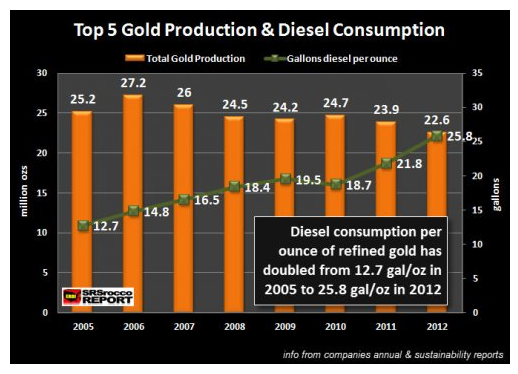 Top 5 Gold Production & Diesel Consumption
Total Gold Production Gallons diesel per ounce
30 35
25 30
20 25
15 20
10 15
5 10
0 5
0
million ozs
gallons
25.2 27.2 26 24.5 24.2 24.7 23.9 22.6
12.7 14.8 16.5 18.4 19.5 18.7 21.8 25.8
Diesel consumption per
ounce of refined gold has
doubled from 12.7 gal/oz in
2005 to 25.8 gal/oz in 2012
SRSrocco
REPORT
2005 2006 2007 2008 2009 2010 2011 2012
info from companies annual & sustainability reports